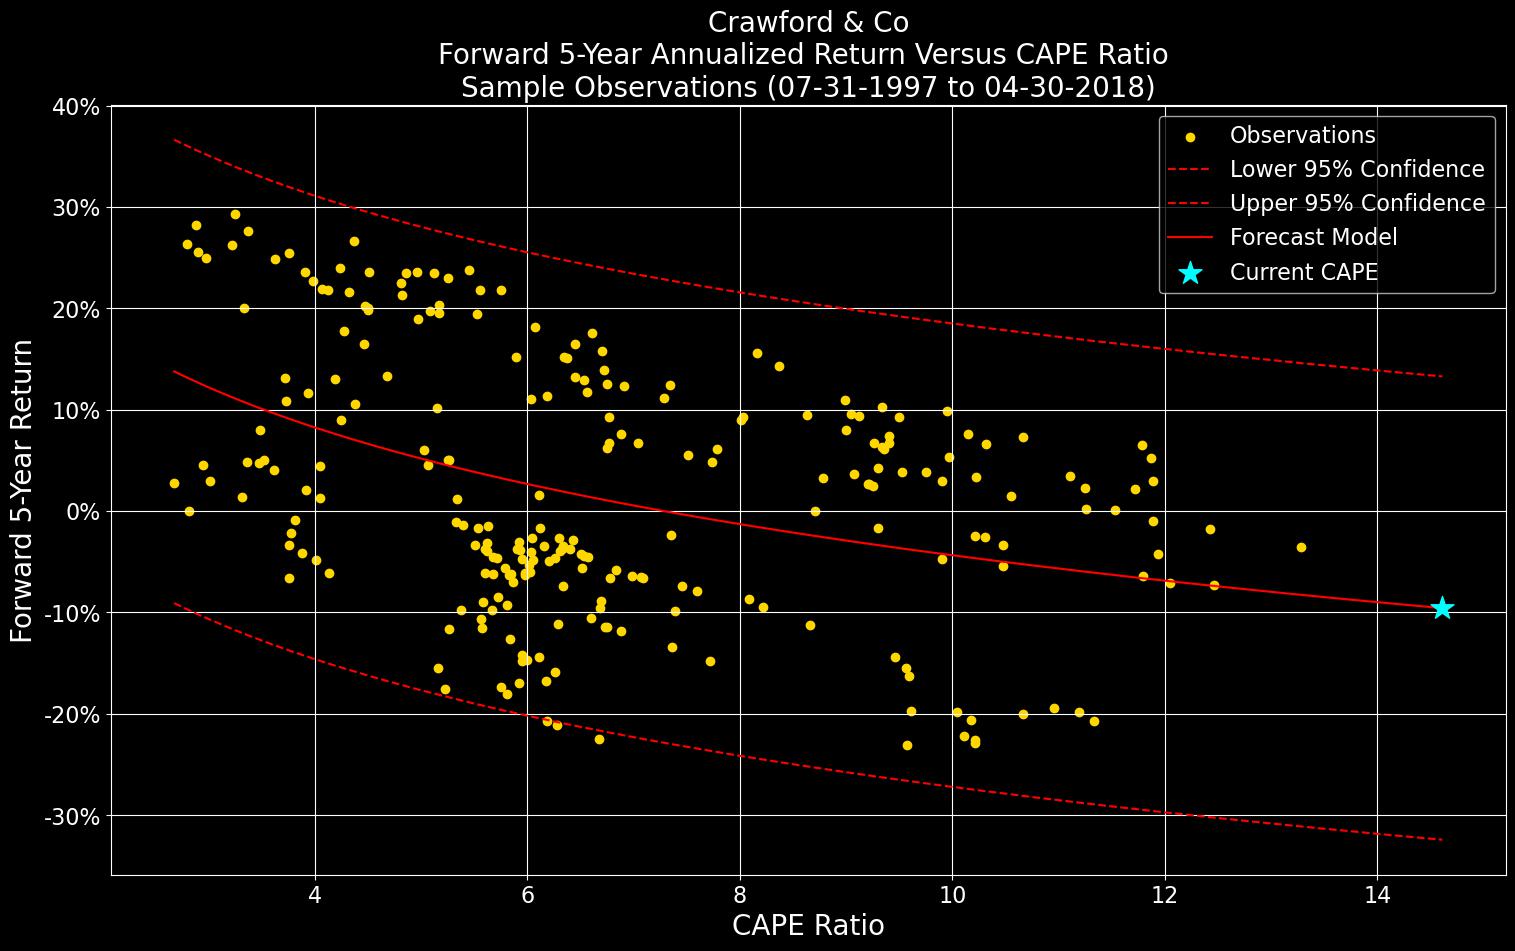 Crawford & Co
Forward 5-Year Annualized Return Versus CAPE Ratio
Sample Observations (07-31-1997 to 04-30-2018)
40%
30%
20%
10%
0%
-10%
-20%
-30%
Forward 5-Year Return
Observations
Lower 95% Confidence
Upper 95% Confidence
Forecast Model
Current CAPE
4 6 8 10 12 14
CAPE Ratio